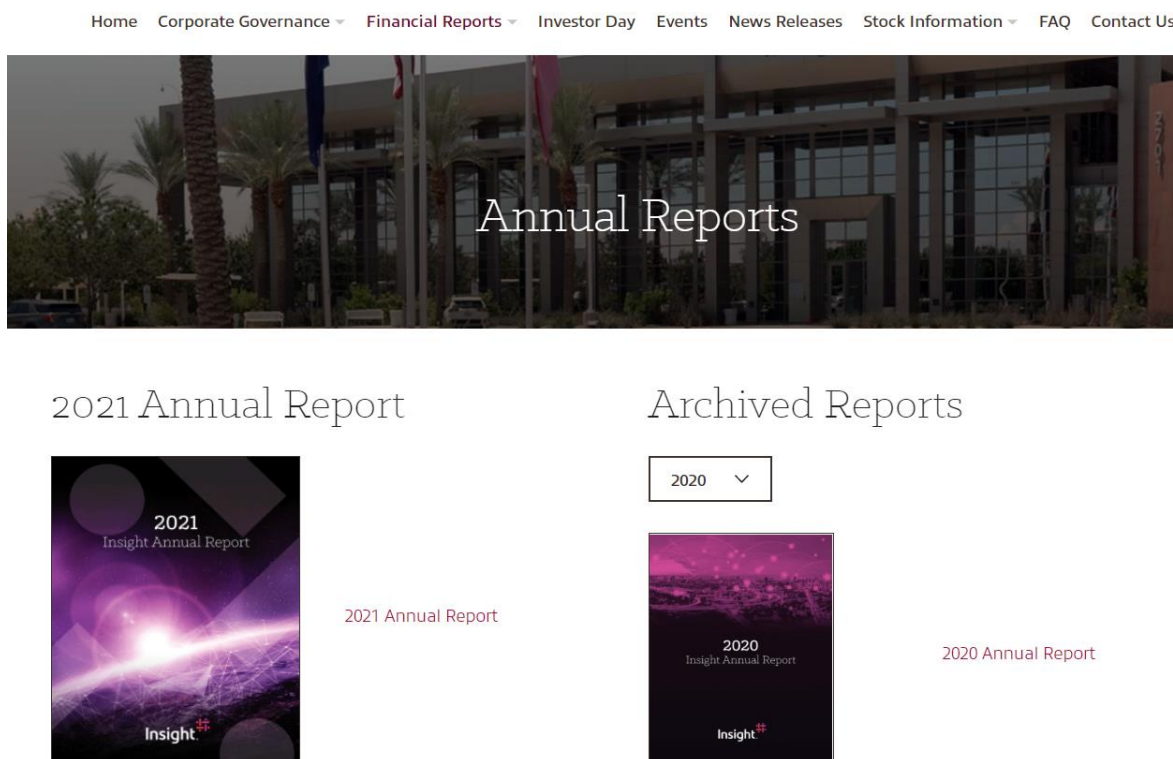 Home Corporate Governance Financial Reports Investor Day Events News Releases Stock Information FAQ Contact Us
Annual Reports
2021 Annual Report
2021
Insight Annual Report
Insight.
2021 Annual Report
Archived Reports
2020
2020
Insight Annual Report
Insight.
2020 Annual Report